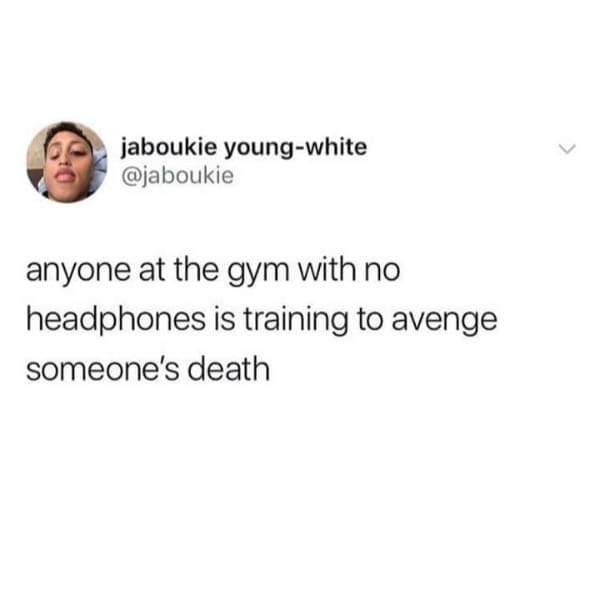 jaboukie young-white
@jaboukie
anyone at the gym with no
headphones is training to avenge
someone's death